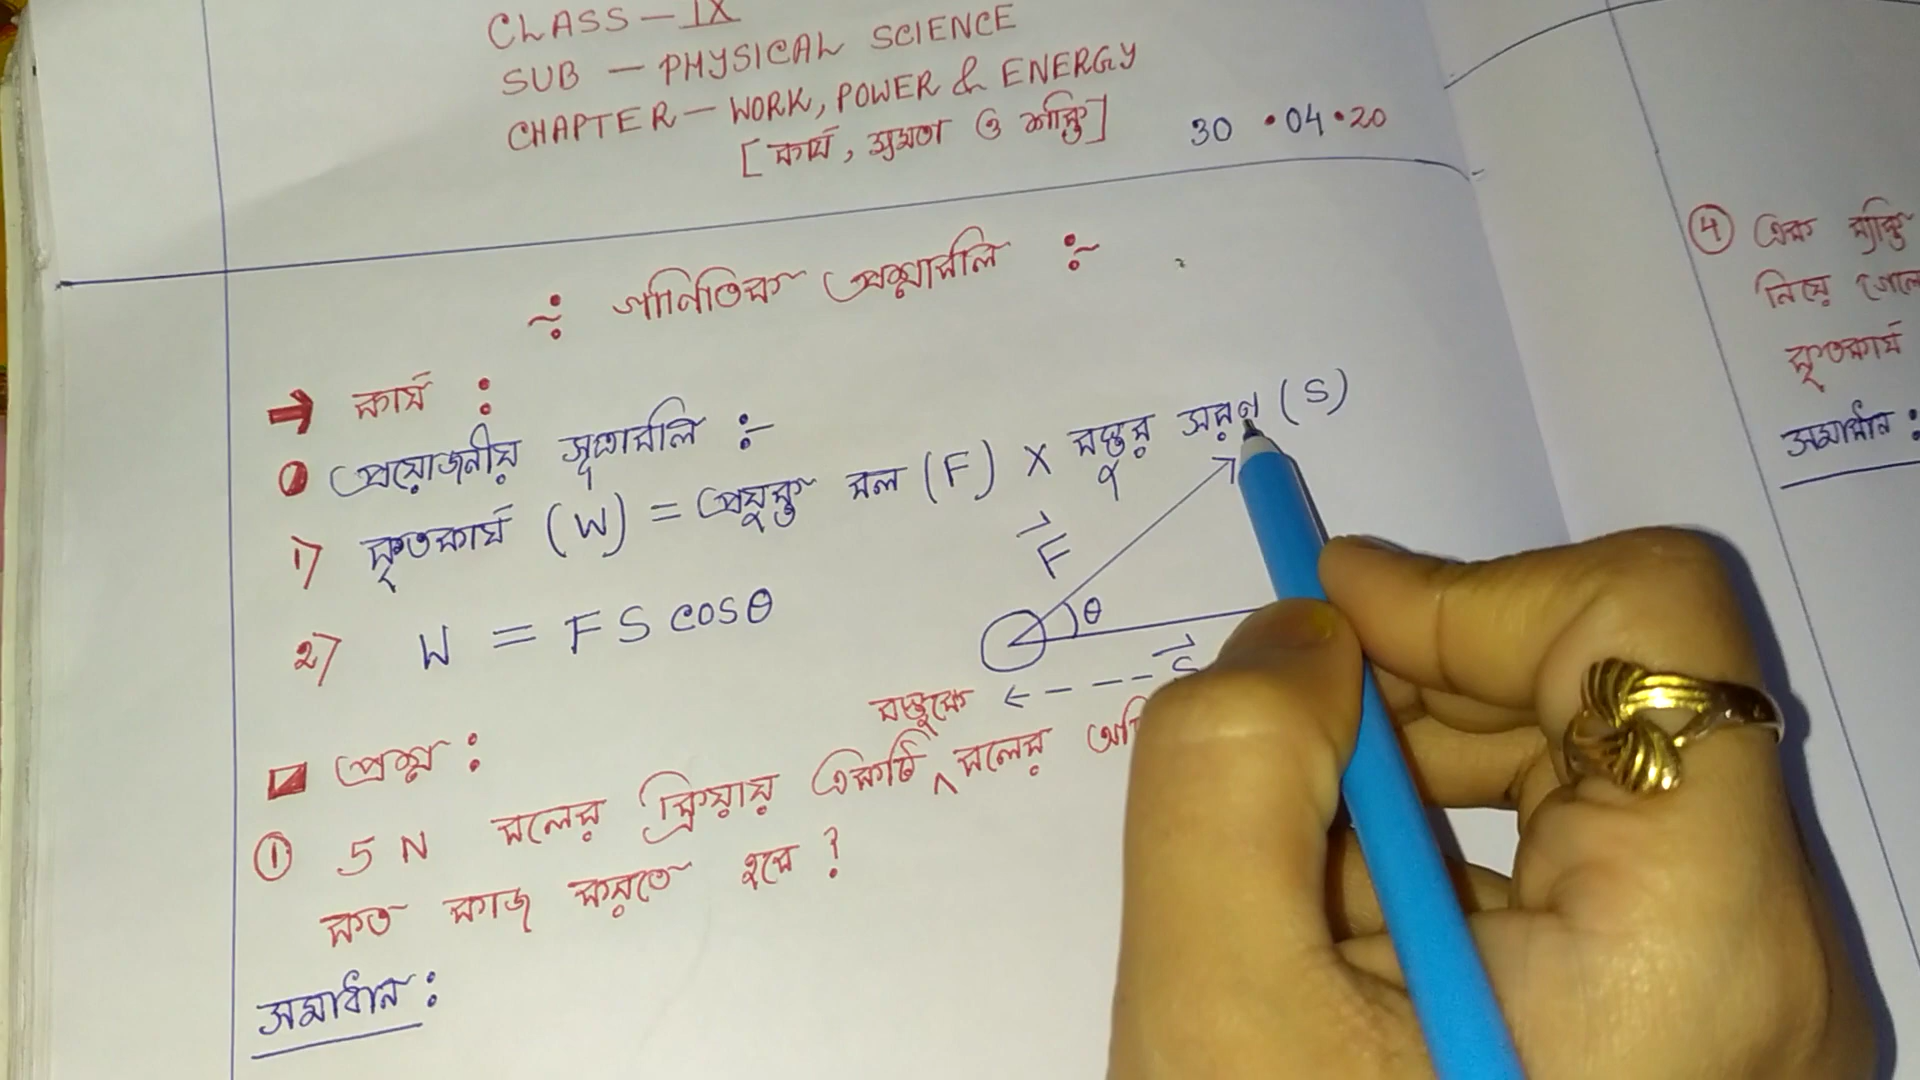 CLASS - IX
SUB - PHYSICAL SCIENCE
CHAPTER - WORK, POWER & ENERGY
[কার্য, ক্ষমতা ও শক্তি]
30.04.20
গাণিতিক প্রশ্নাবলি :-
→ কার্য :
প্রয়োজনীয় সূত্রাবলি :-
1) কৃতকার্য (W) = প্রযুক্ত বল (F) × বস্তুর সরণ (S)
2) W = FS cosθ
F
θ
S
প্রশ্ন :
① 5 N বলের ক্রিয়ায় একটি বস্তুকে বলের
কত কাজ করতে হবে ?
সমাধান :
④ এক ব্যক্তি
নিয়ে গেলে
কৃতকার্য
সমাধান :